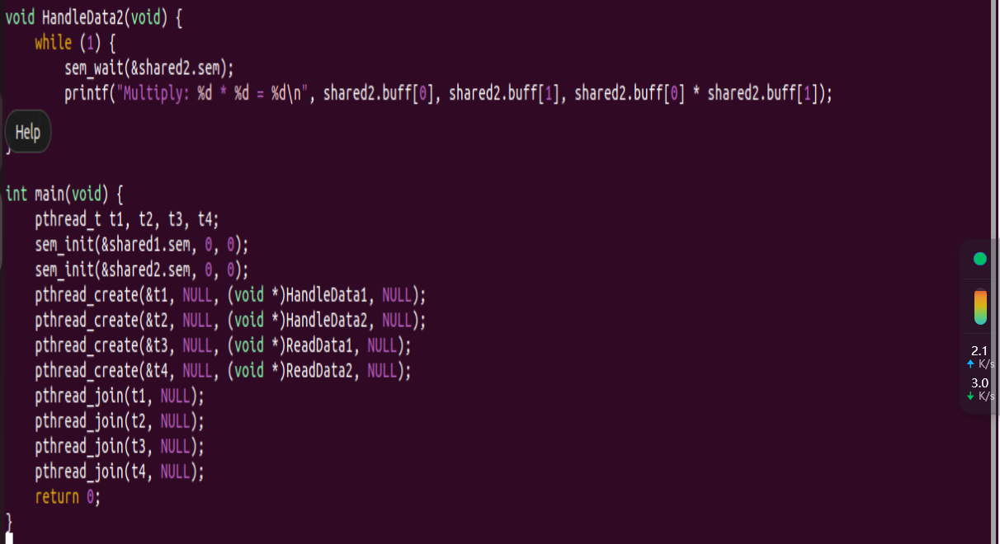 void HandleData2(void) {
    while (1) {
        sem_wait(&shared2.sem);
        printf("Multiply: %d * %d = %d\n", shared2.buff[0], shared2.buff[1], shared2.buff[0] * shared2.buff[1]);
Help
}
int main(void) {
    pthread_t t1, t2, t3, t4;
    sem_init(&shared1.sem, 0, 0);
    sem_init(&shared2.sem, 0, 0);
    pthread_create(&t1, NULL, (void *)HandleData1, NULL);
    pthread_create(&t2, NULL, (void *)HandleData2, NULL);
    pthread_create(&t3, NULL, (void *)ReadData1, NULL);
    pthread_create(&t4, NULL, (void *)ReadData2, NULL);
    pthread_join(t1, NULL);
    pthread_join(t2, NULL);
    pthread_join(t3, NULL);
    pthread_join(t4, NULL);
    return 0;
}
2.1
↑ K/s
3.0
↓ K/s